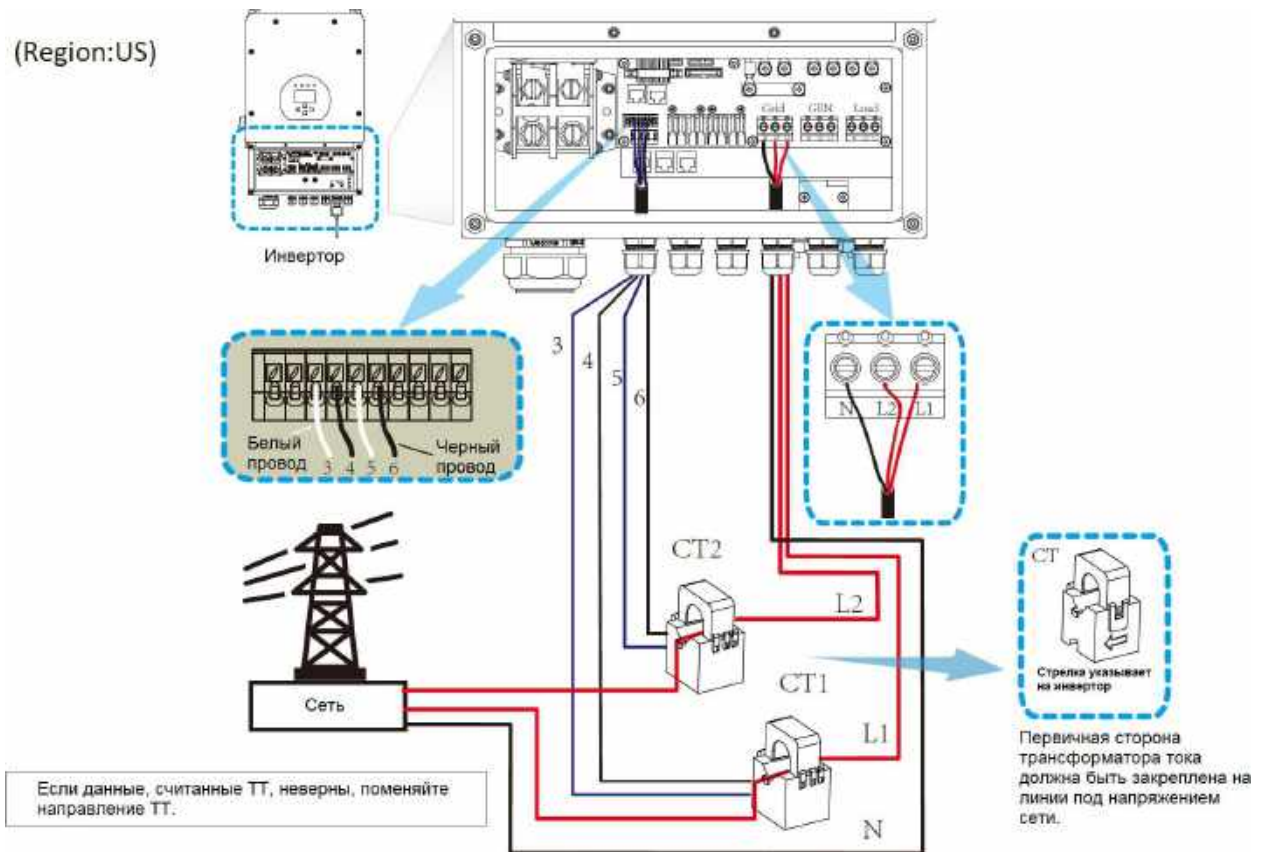 (Region:US)
Инвертор
Grid
GEN
Load
3
4
5
6
Белый
провод
3 4 5 6
Черный
провод
N L2 L1
CT2
L2
CT1
L1
N
CT
Стрелка указывает
на инвертор
Сеть
Первичная сторона
трансформатора тока
должна быть закреплена на
линии под напряжением
сети.
Если данные, считанные ТТ, неверны, поменяйте
направление ТТ.